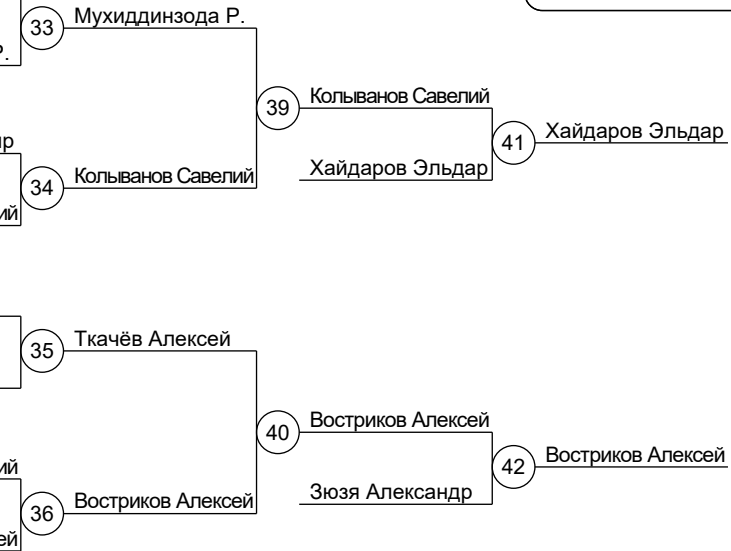 33 Мухиддинзода Р.
Р.
39 Колыванов Савелий
41 Хайдаров Эльдар
Хайдаров Эльдар
34 Колыванов Савелий
35 Ткачёв Алексей
40 Востриков Алексей
42 Востриков Алексей
Зюзя Александр
36 Востриков Алексей